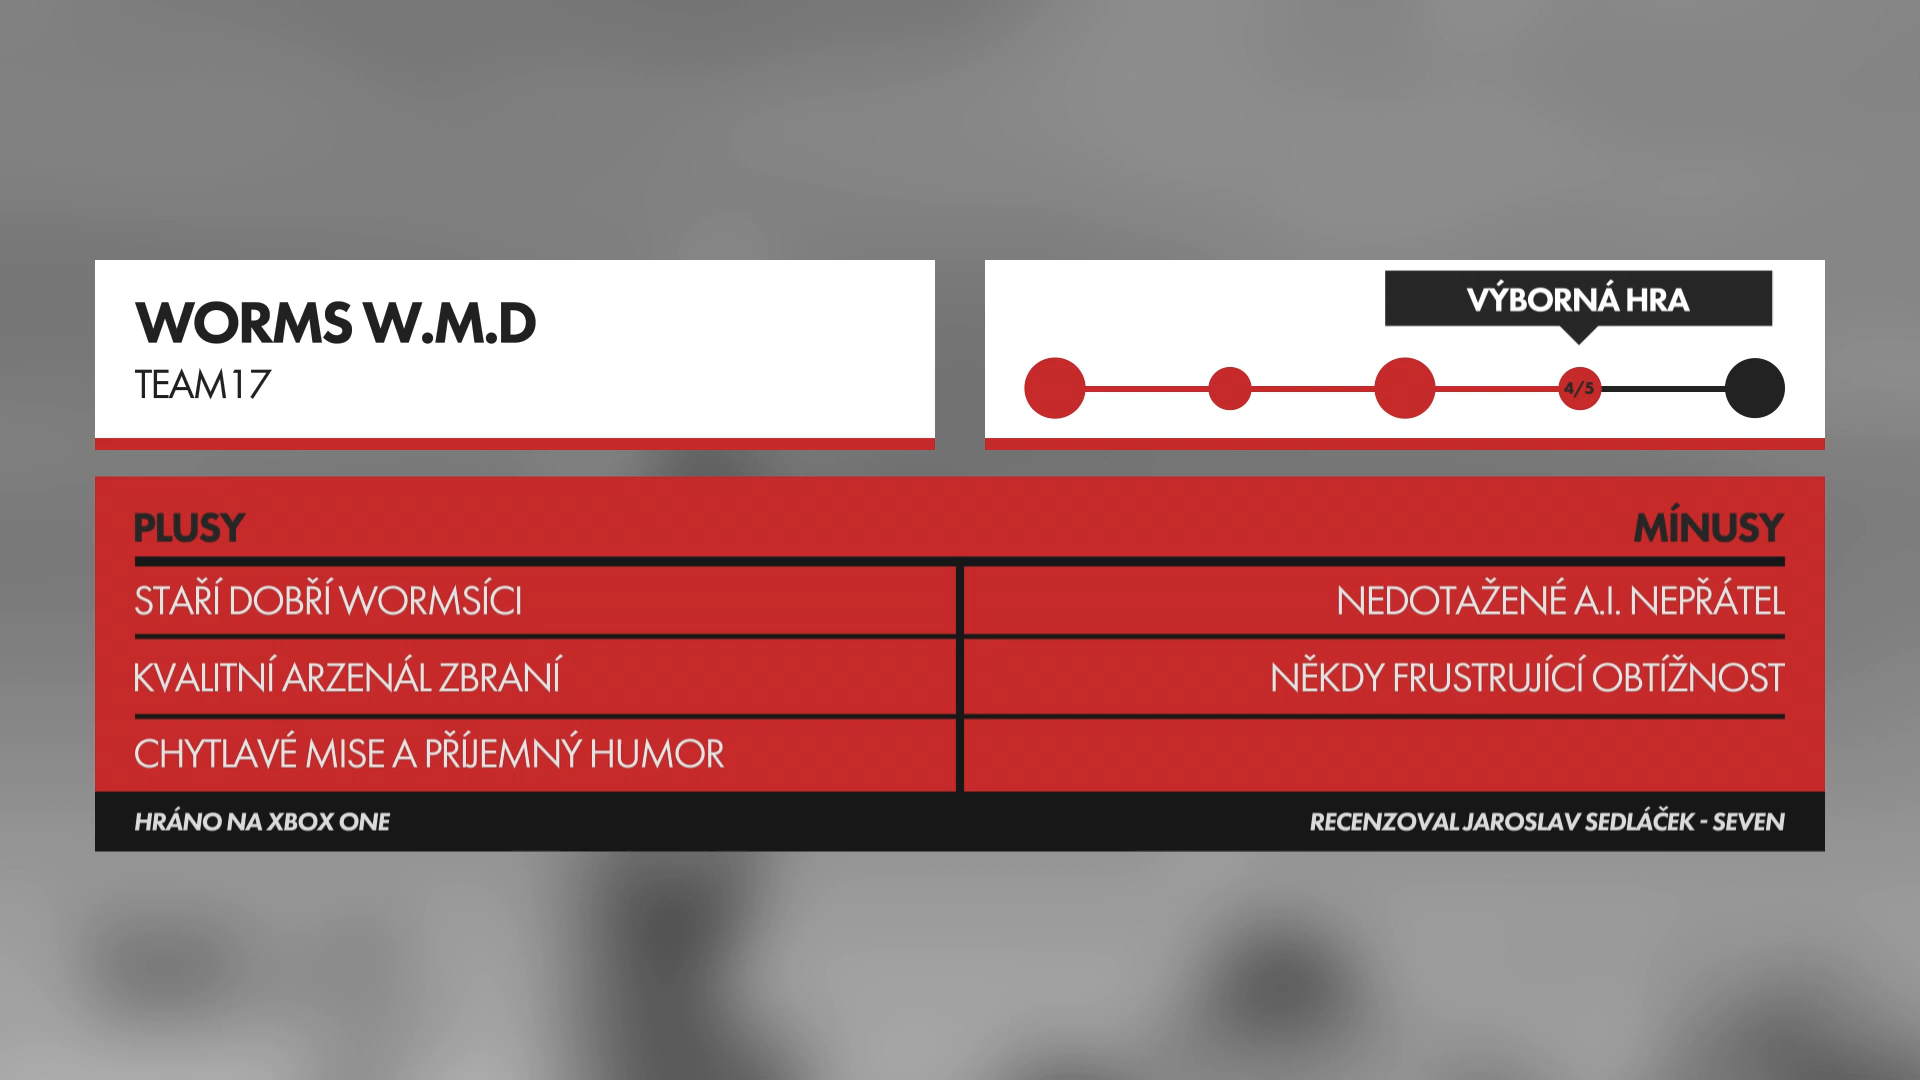 WORMS W.M.D
TEAM17
VÝBORNÁ HRA
4/5
PLUSY
MÍNUSY
STAŘÍ DOBŘÍ WORMSÍCI
NEDOTAŽENÉ A.I. NEPŘÁTEL
KVALITNÍ ARZENÁL ZBRANÍ
NĚKDY FRUSTRUJÍCÍ OBTÍŽNOST
CHYTLAVÉ MISE A PŘÍJEMNÝ HUMOR
HRÁNO NA XBOX ONE
RECENZOVAL JAROSLAV SEDLÁČEK - SEVEN